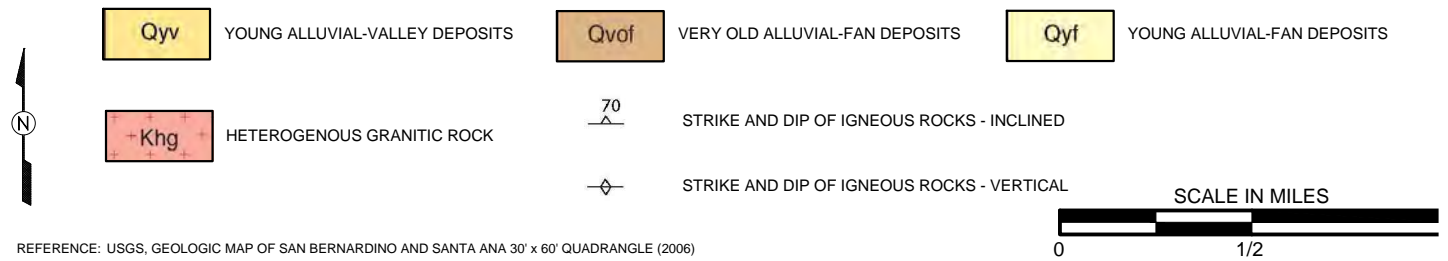 Qyv YOUNG ALLUVIAL-VALLEY DEPOSITS
Qvof VERY OLD ALLUVIAL-FAN DEPOSITS
Qyf YOUNG ALLUVIAL-FAN DEPOSITS
N
Khg HETEROGENOUS GRANITIC ROCK
70 STRIKE AND DIP OF IGNEOUS ROCKS - INCLINED
STRIKE AND DIP OF IGNEOUS ROCKS - VERTICAL
SCALE IN MILES
0 1/2
REFERENCE: USGS, GEOLOGIC MAP OF SAN BERNARDINO AND SANTA ANA 30' x 60' QUADRANGLE (2006)